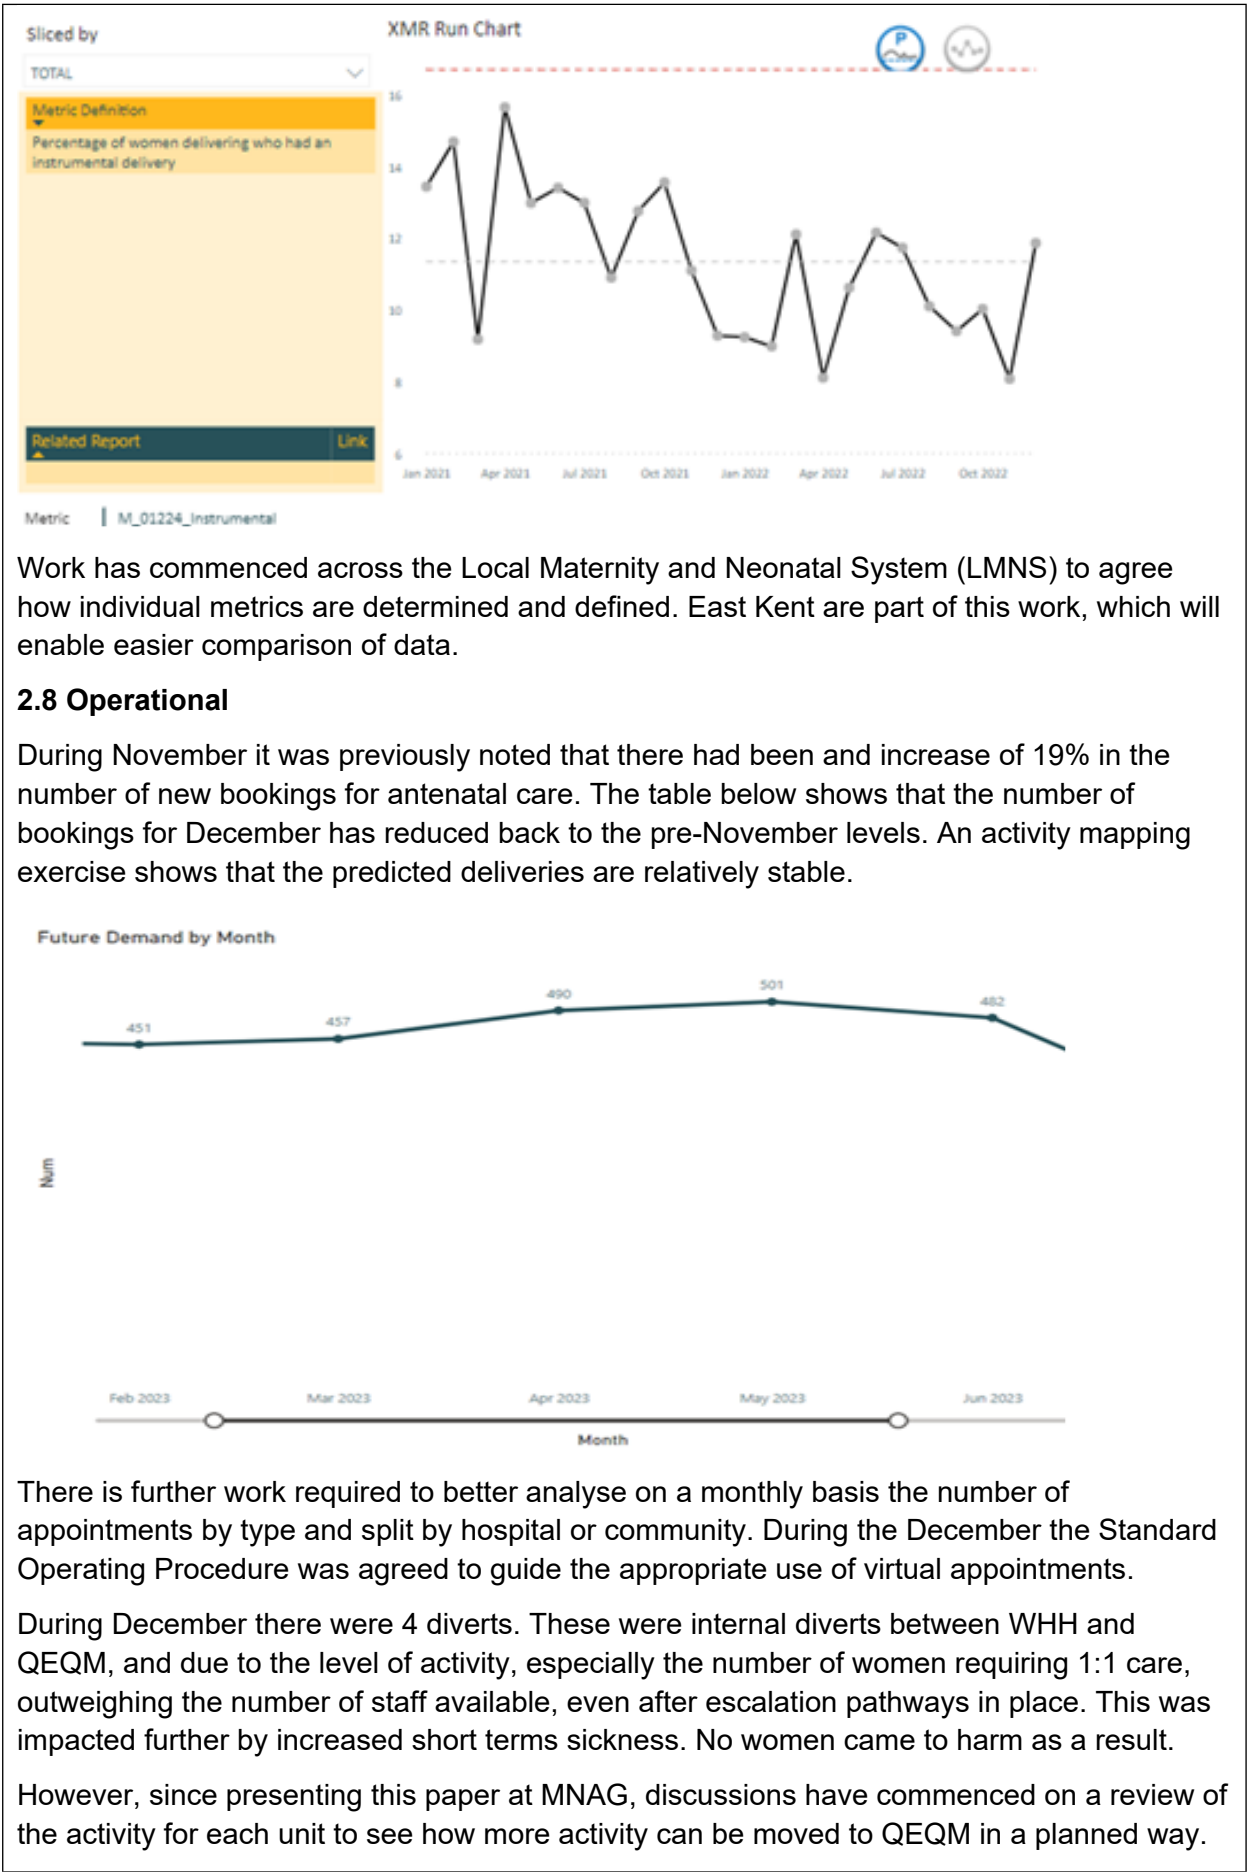 Sliced by
TOTAL
Metric Definition
Percentage of women delivering who had an
instrumental delivery
Related Report Link
Metric M_01224_Instrumental
XMR Run Chart
P
16
14
12
10
8
6
Jan 2021 Apr 2021 Jul 2021 Oct 2021 Jan 2022 Apr 2022 Jul 2022 Oct 2022
Work has commenced across the Local Maternity and Neonatal System (LMNS) to agree
how individual metrics are determined and defined. East Kent are part of this work, which will
enable easier comparison of data.
2.8 Operational
During November it was previously noted that there had been and increase of 19% in the
number of new bookings for antenatal care. The table below shows that the number of
bookings for December has reduced back to the pre-November levels. An activity mapping
exercise shows that the predicted deliveries are relatively stable.
Future Demand by Month
451 457 490 501 482
Num
Feb 2023 Mar 2023 Apr 2023 May 2023 Jun 2023
Month
There is further work required to better analyse on a monthly basis the number of
appointments by type and split by hospital or community. During the December the Standard
Operating Procedure was agreed to guide the appropriate use of virtual appointments.
During December there were 4 diverts. These were internal diverts between WHH and
QEQM, and due to the level of activity, especially the number of women requiring 1:1 care,
outweighing the number of staff available, even after escalation pathways in place. This was
impacted further by increased short terms sickness. No women came to harm as a result.
However, since presenting this paper at MNAG, discussions have commenced on a review of
the activity for each unit to see how more activity can be moved to QEQM in a planned way.